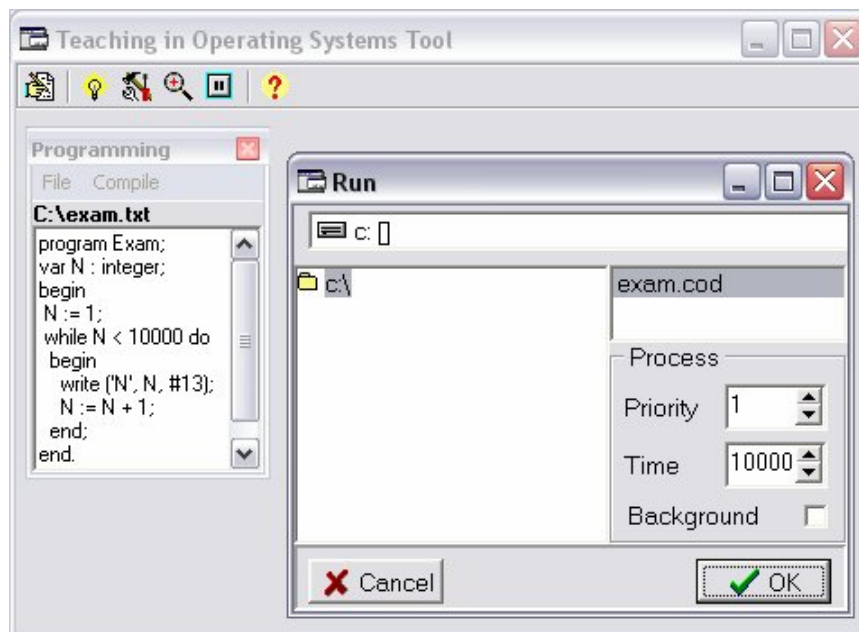 Teaching in Operating Systems Tool
Programming
File Compile
C:\exam.txt
program Exam;
var N : integer;
begin
N := 1;
while N < 10000 do
begin
write ('N', N, #13);
N := N + 1;
end;
end.
Run
c: []
c:\
exam.cod
Process
Priority 1
Time 10000
Background
Cancel
OK